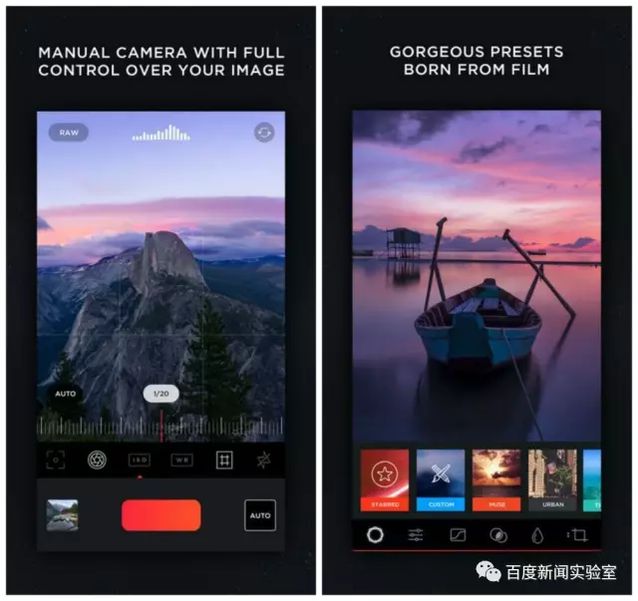 MANUAL CAMERA WITH FULL
CONTROL OVER YOUR IMAGE
RAW
AUTO
1/20
ISO
WB
AUTO
GORGEOUS PRESETS
BORN FROM FILM
STARRED
CUSTOM
MUSE
URBAN
百度新闻实验室